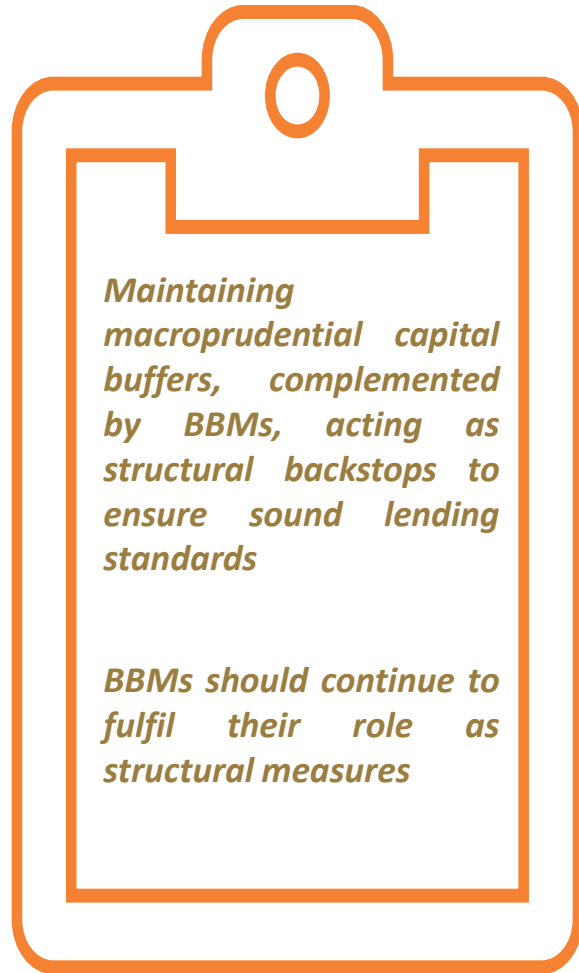 Maintaining
macroprudential capital
buffers, complemented
by BBMs, acting as
structural backstops to
ensure sound lending
standards
BBMs should continue to
fulfil their role as
structural measures